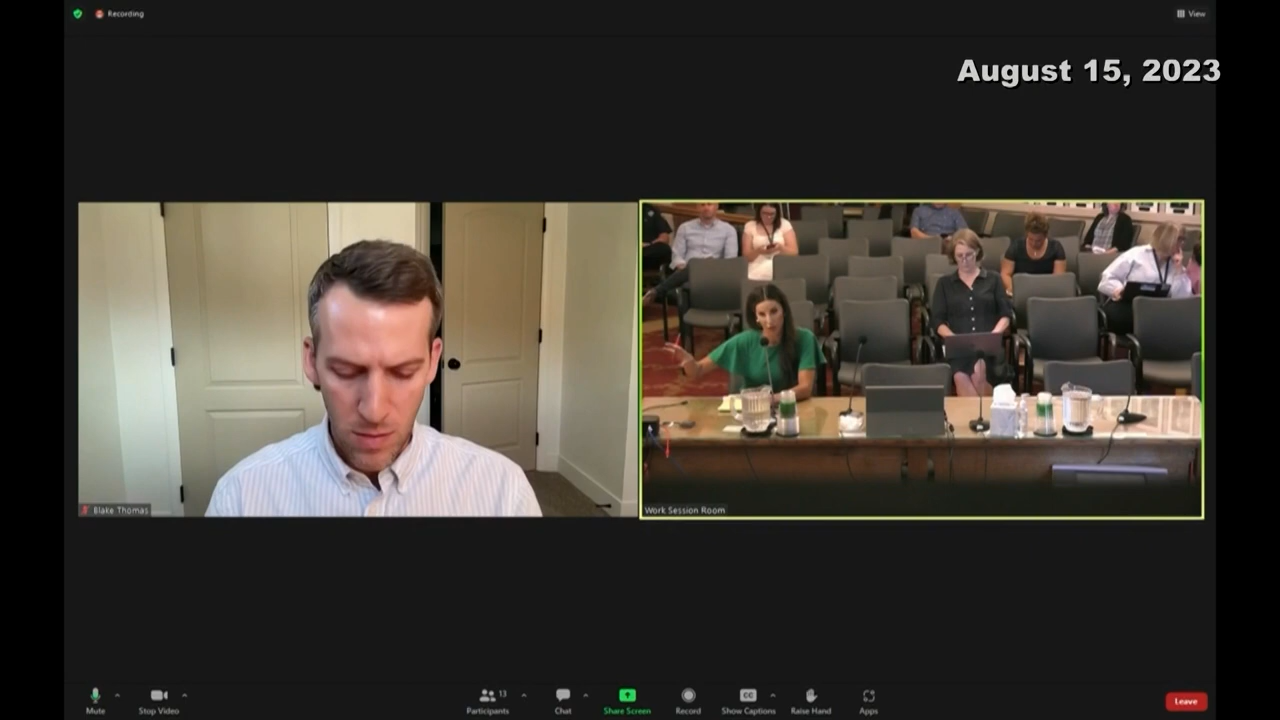 Recording
View
August 15, 2023
Blake Thomas
Work Session Room
Mute
Stop Video
Participants
13
Chat
Share Screen
Record
CC
Show Captions
Raise Hand
Apps
Leave